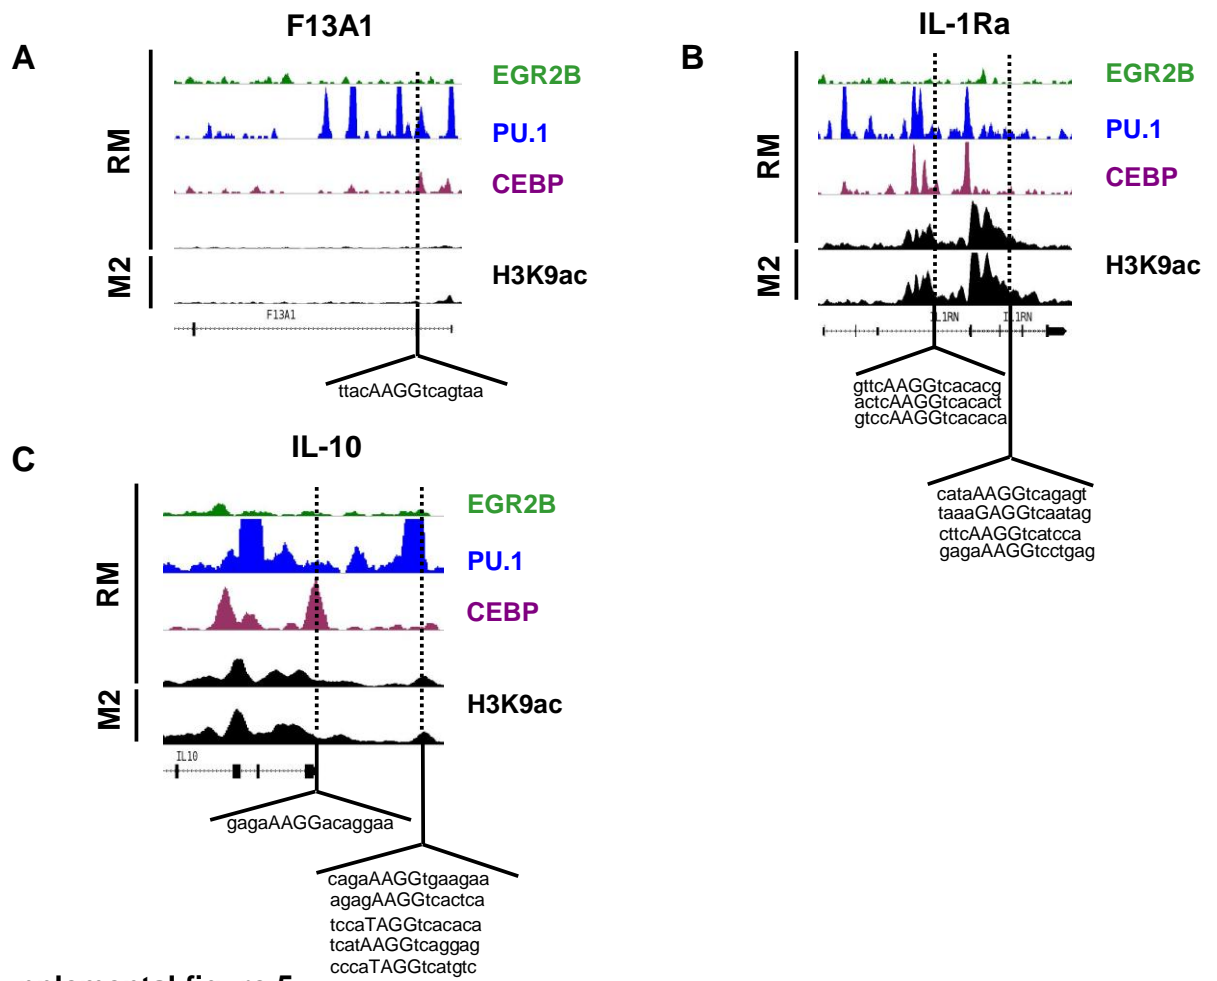 F13A1
A
EGR2B
PU.1
CEBP
H3K9ac
RM
M2
F13A1
ttacAAGGtcagtaa
IL-1Ra
B
EGR2B
PU.1
CEBP
H3K9ac
RM
M2
IL1RN
IL1RN
gttcAAGGtcacacg
actcAAGGtcacact
gtccAAGGtcacaca
cataAAGGtcagagt
taaaGAGGtcaatag
cttcAAGGtcatcca
gagaAAGGtcctgag
IL-10
C
EGR2B
PU.1
CEBP
H3K9ac
RM
M2
IL10
gagaAAGGacaggaa
cagaAAGGtgaagaa
agagAAGGtcactca
tccaTAGGtcacaca
tcatAAGGtcaggag
cccaTAGGtcatgtc